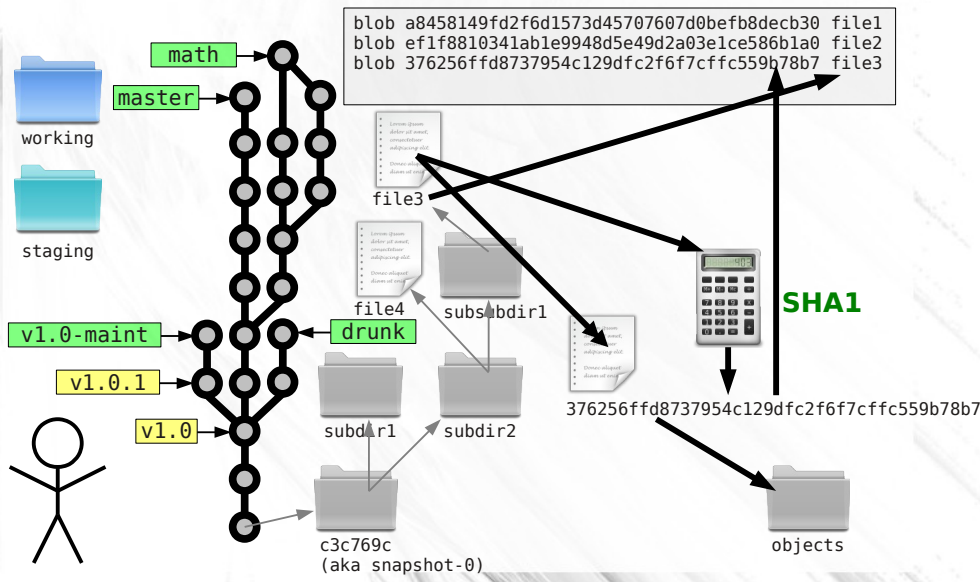 blob a8458149fd2f6d1573d45707607d0befb8decb30 file1
blob ef1f8810341ab1e9948d5e49d2a03e1ce586b1a0 file2
blob 376256ffd8737954c129dfc2f6f7cffc559b78b7 file3
math
master
working
staging
file3
file4
subsubdir1
SHA1
v1.0-maint
drunk
v1.0.1
v1.0
subdir1
subdir2
376256ffd8737954c129dfc2f6f7cffc559b78b7
c3c769c
(aka snapshot-0)
objects